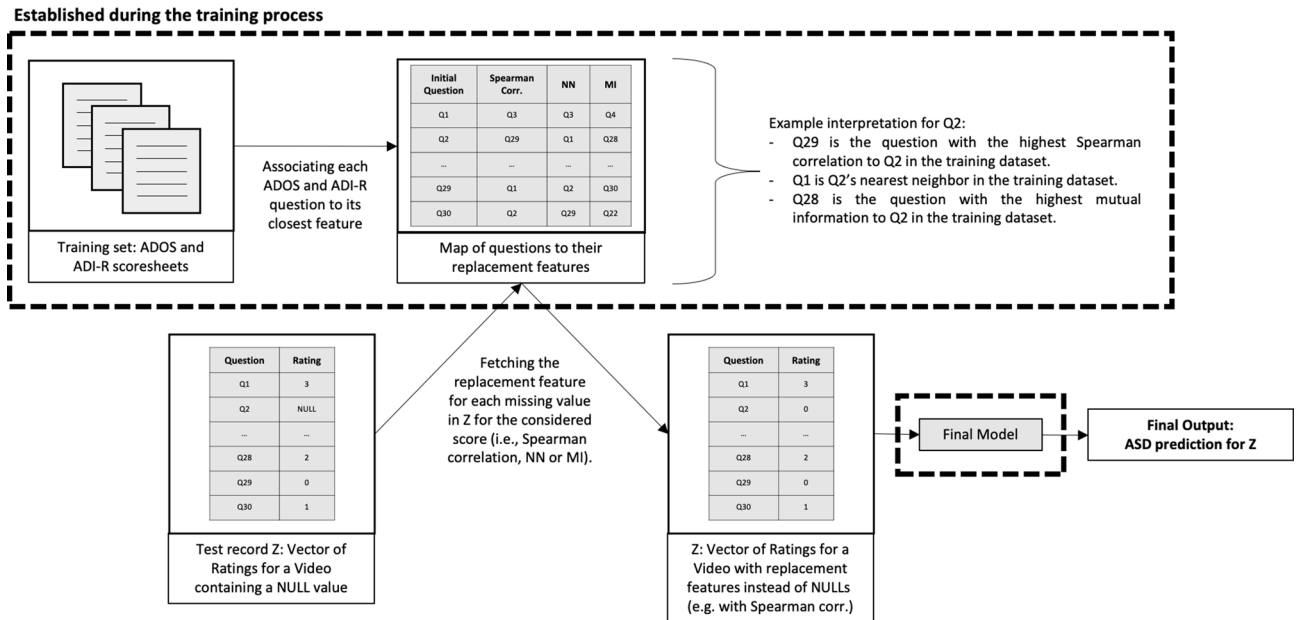 Established during the training process
Initial Question Spearman Corr. NN MI
Q1 Q3 Q3 Q4
Q2 Q29 Q1 Q28
... ... ... ...
Q29 Q1 Q2 Q30
Q30 Q2 Q29 Q22
Associating each
ADOS and ADI-R
question to its
closest feature
Training set: ADOS and
ADI-R scoresheets
Map of questions to their
replacement features
Example interpretation for Q2:
- Q29 is the question with the highest Spearman
correlation to Q2 in the training dataset.
- Q1 is Q2's nearest neighbor in the training dataset.
- Q28 is the question with the highest mutual
information to Q2 in the training dataset.
Question Rating
Q1 3
Q2 NULL
... ...
Q28 2
Q29 0
Q30 1
Test record Z: Vector of
Ratings for a Video
containing a NULL value
Fetching the
replacement feature
for each missing value
in Z for the considered
score (i.e., Spearman
correlation, NN or MI).
Question Rating
Q1 3
Q2 0
... ...
Q28 2
Q29 0
Q30 1
Z: Vector of Ratings for a
Video with replacement
features instead of NULLs
(e.g. with Spearman corr.)
Final Model
Final Output:
ASD prediction for Z